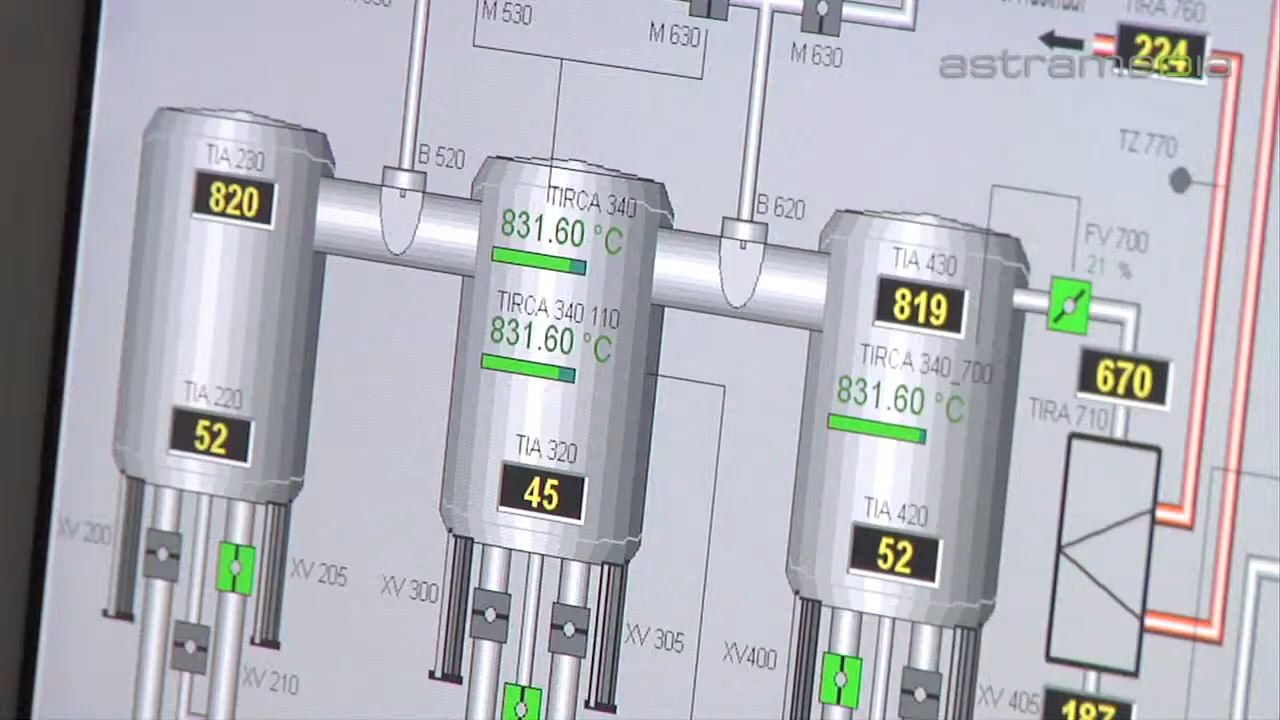 M 530
M 630
M 630
TIRA 760
224
astramedia
TZ 770
B 520
TIA 230
820
TIRCA 340
831.60 °C
B 620
TIA 430
819
FV 700
21 %
TIRCA 340 110
831.60 °C
TIRCA 340_700
831.60 °C
670
TIRA 710
TIA 220
52
TIA 320
45
TIA 420
52
XV 200
XV 205
XV 300
XV 305
XV400
XV 405
XV 210
187